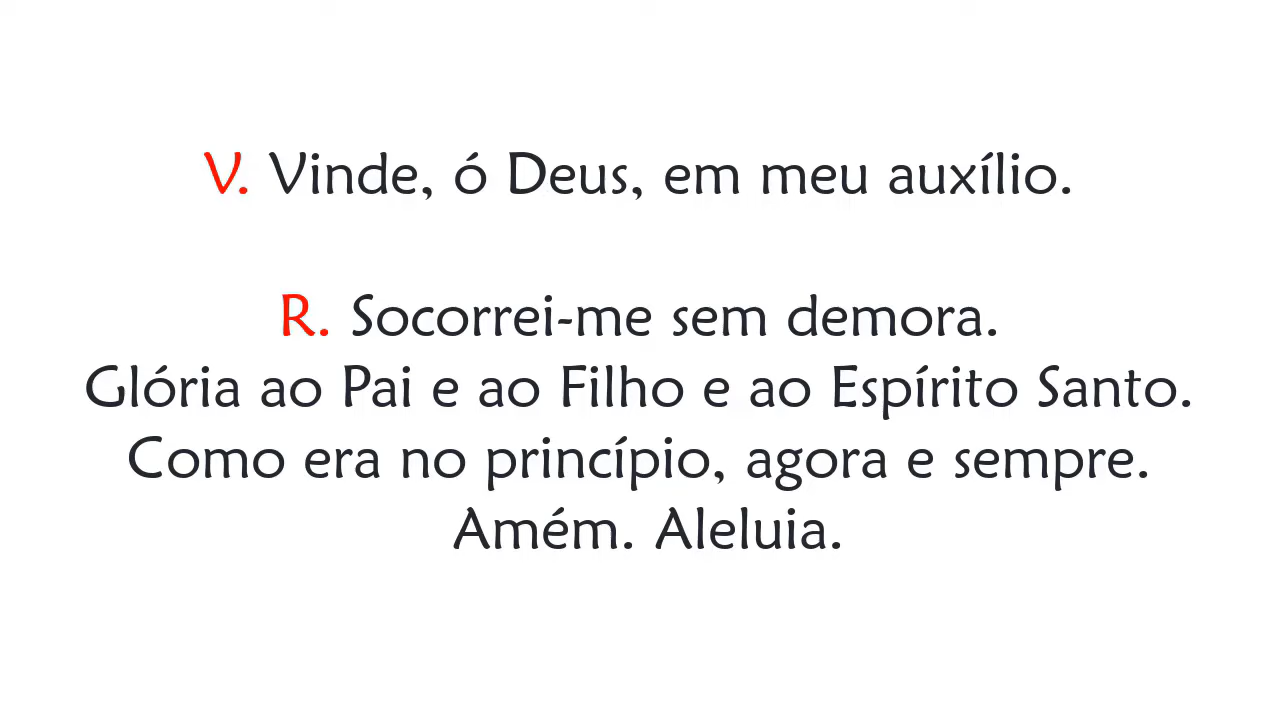 V. Vinde, ó Deus, em meu auxílio.
R. Socorrei-me sem demora.
Glória ao Pai e ao Filho e ao Espírito Santo.
Como era no princípio, agora e sempre.
Amém. Aleluia.